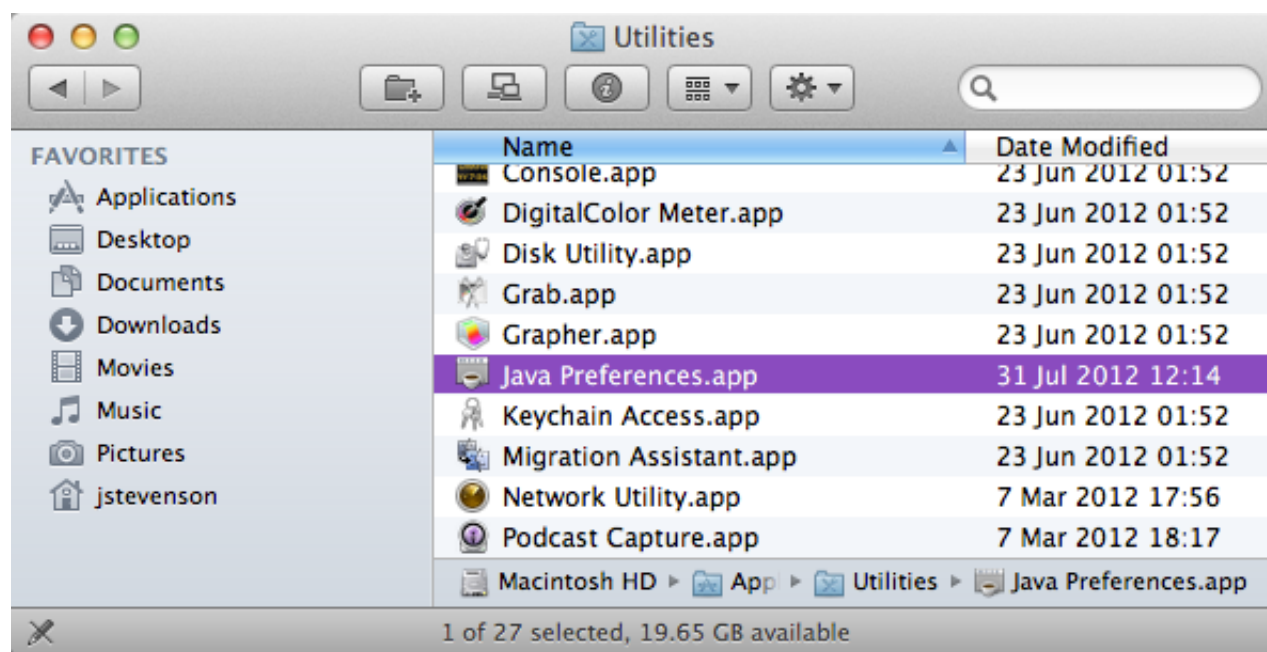 Utilities
FAVORITES
Applications
Desktop
Documents
Downloads
Movies
Music
Pictures
jstevenson
Name Date Modified
Console.app 23 Jun 2012 01:52
DigitalColor Meter.app 23 Jun 2012 01:52
Disk Utility.app 23 Jun 2012 01:52
Grab.app 23 Jun 2012 01:52
Grapher.app 23 Jun 2012 01:52
Java Preferences.app 31 Jul 2012 12:14
Keychain Access.app 23 Jun 2012 01:52
Migration Assistant.app 23 Jun 2012 01:52
Network Utility.app 7 Mar 2012 17:56
Podcast Capture.app 7 Mar 2012 18:17
Macintosh HD ▸ App ▸ Utilities ▸ Java Preferences.app
1 of 27 selected, 19.65 GB available